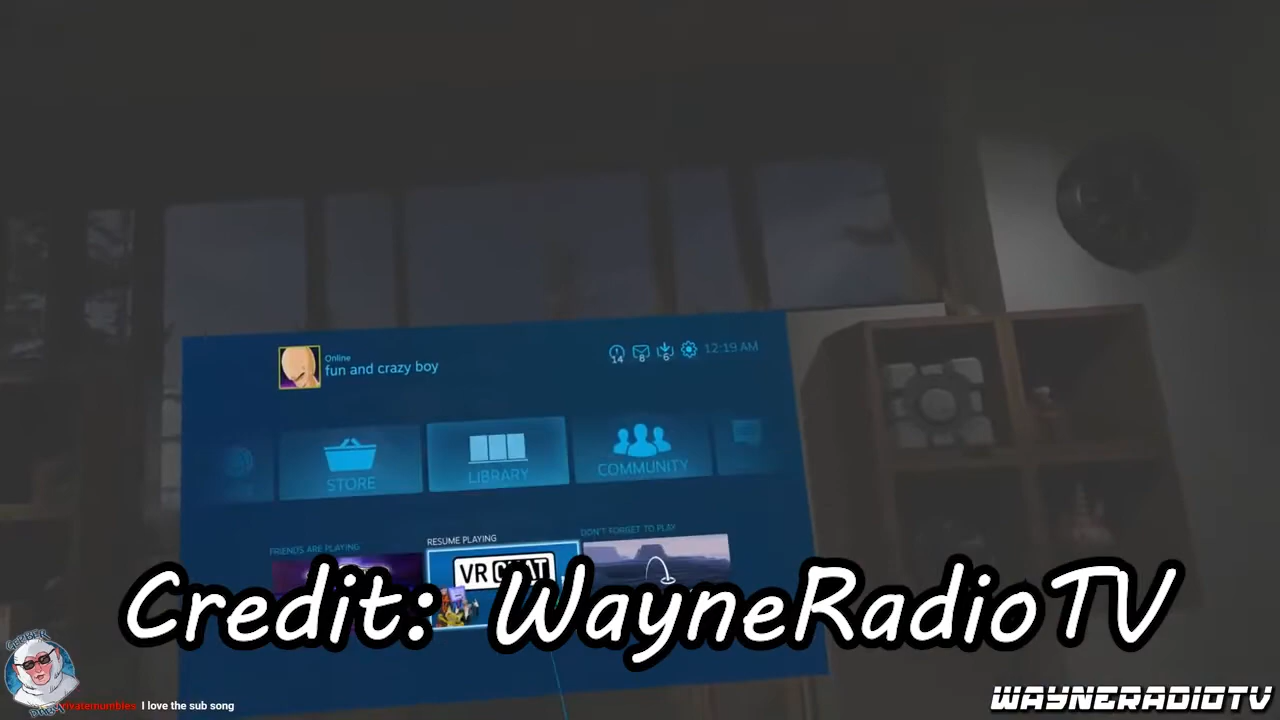 Online
fun and crazy boy
14 8 6 12:19 AM
STORE LIBRARY COMMUNITY
FRIENDS ARE PLAYING RESUME PLAYING DON'T FORGET TO PLAY
VR CHAT
Credit: WayneRadioTV
I love the sub song
WAYNERADIOTV